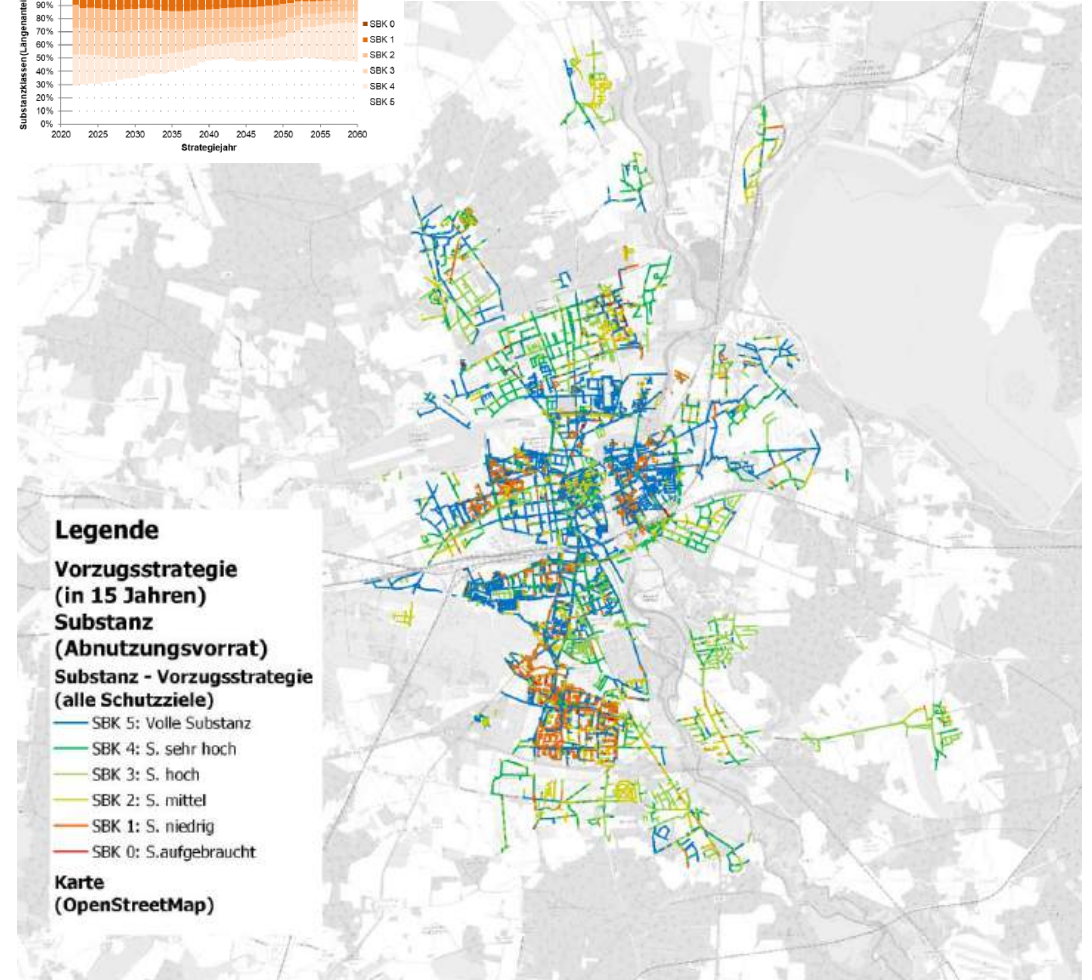 Substanzklassen(Längenanteil
90%
80%
70%
60%
50%
40%
30%
20%
10%
0%
2020 2025 2030 2035 2040 2045 2050 2055 2060
Strategiejahr
SBK 0
SBK 1
SBK 2
SBK 3
SBK 4
SBK 5
Legende
Vorzugsstrategie
(in 15 Jahren)
Substanz
(Abnutzungsvorrat)
Substanz - Vorzugsstrategie
(alle Schutzziele)
SBK 5: Volle Substanz
SBK 4: S. sehr hoch
SBK 3: S. hoch
SBK 2: S. mittel
SBK 1: S. niedrig
SBK 0: S.aufgebraucht
Karte
(OpenStreetMap)